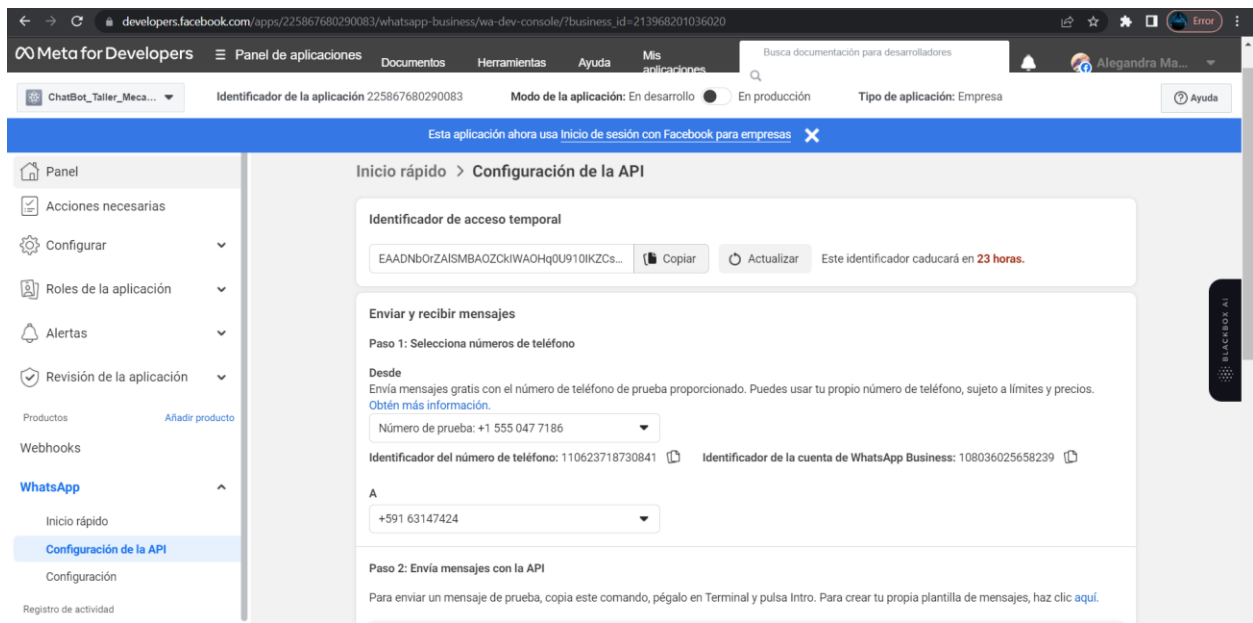 developers.facebook.com/apps/225867680290083/whatsapp-business/wa-dev-console/?business_id=213968201036020
Error
Meta for Developers
Panel de aplicaciones
Documentos
Herramientas
Ayuda
Mis aplicaciones
Busca documentación para desarrolladores
Alegandra Ma...
ChatBot_Taller_Meca...
Identificador de la aplicación 225867680290083
Modo de la aplicación: En desarrollo
En producción
Tipo de aplicación: Empresa
Ayuda
Esta aplicación ahora usa Inicio de sesión con Facebook para empresas
Panel
Acciones necesarias
Configurar
Roles de la aplicación
Alertas
Revisión de la aplicación
Productos
Añadir producto
Webhooks
WhatsApp
Inicio rápido
Configuración de la API
Configuración
Registro de actividad
Inicio rápido > Configuración de la API
Identificador de acceso temporal
EAADNbOrZAlSMBAOZCkIWAOHq0U910IKZCs...
Copiar
Actualizar
Este identificador caducará en 23 horas.
Enviar y recibir mensajes
Paso 1: Selecciona números de teléfono
Desde
Envía mensajes gratis con el número de teléfono de prueba proporcionado. Puedes usar tu propio número de teléfono, sujeto a límites y precios.
Obtén más información.
Número de prueba: +1 555 047 7186
Identificador del número de teléfono: 110623718730841
Identificador de la cuenta de WhatsApp Business: 108036025658239
A
+591 63147424
Paso 2: Envía mensajes con la API
Para enviar un mensaje de prueba, copia este comando, pégalo en Terminal y pulsa Intro. Para crear tu propia plantilla de mensajes, haz clic aquí.
BLACKBOX AI